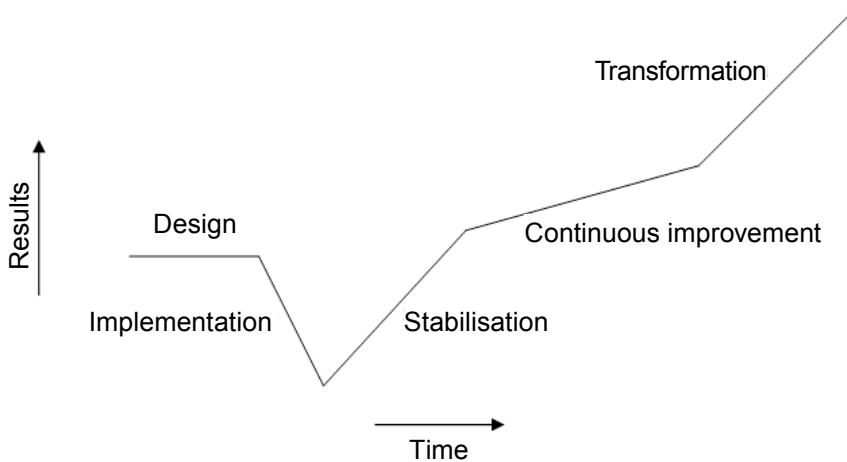 Transformation
Results
Design
Continuous improvement
Implementation
Stabilisation
Time